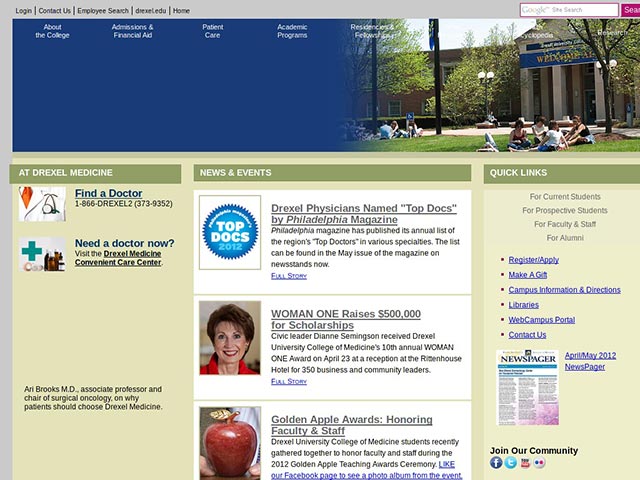 Login | Contact Us | Employee Search | drexel.edu | Home
Google™ Site Search
Sear
About
the College
Admissions &
Financial Aid
Patient
Care
Academic
Programs
Residencies &
Fellowships
cyclopedia
Research
WELCOME
AT DREXEL MEDICINE
Find a Doctor
1-866-DREXEL2 (373-9352)
Need a doctor now?
Visit the Drexel Medicine
Convenient Care Center.
Ari Brooks M.D., associate professor and
chair of surgical oncology, on why
patients should choose Drexel Medicine.
NEWS & EVENTS
TOP
DOCS
2012
Drexel Physicians Named "Top Docs"
by Philadelphia Magazine
Philadelphia magazine has published its annual list
of the region's "Top Doctors" in various specialties. The list
can be found in the May issue of the magazine on
newsstands now.
FULL STORY
WOMAN ONE Raises $500,000
for Scholarships
Civic leader Dianne Semingson received Drexel
University College of Medicine's 10th annual WOMAN
ONE Award on April 23 at a reception at the Rittenhouse
Hotel for 350 business and community leaders.
FULL STORY
Golden Apple Awards: Honoring
Faculty & Staff
Drexel University College of Medicine students recently
gathered together to honor faculty and staff during the
2012 Golden Apple Teaching Awards Ceremony. LIKE
our Facebook page to see a photo album from the event.
QUICK LINKS
For Current Students
For Prospective Students
For Faculty & Staff
For Alumni
Register/Apply
Make A Gift
Campus Information & Directions
Libraries
WebCampus Portal
Contact Us
NEWSPAGER
April/May 2012
NewsPager
Join Our Community